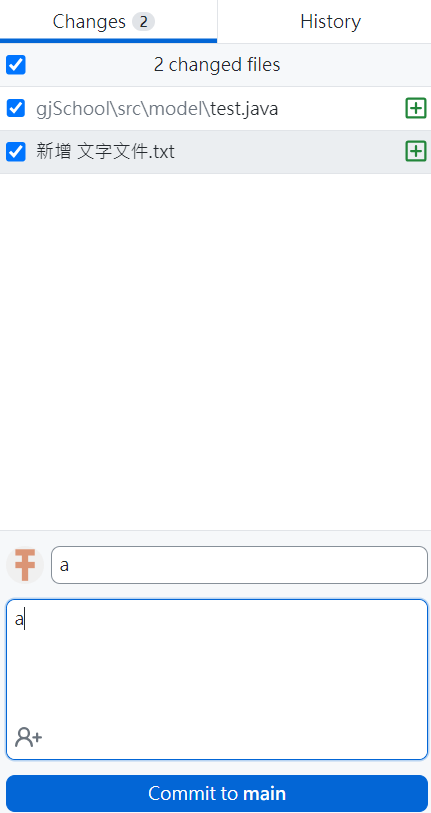 Changes 2 History
2 changed files
gjSchool\src\model\test.java
新增 文字文件.txt
a
a
Commit to main